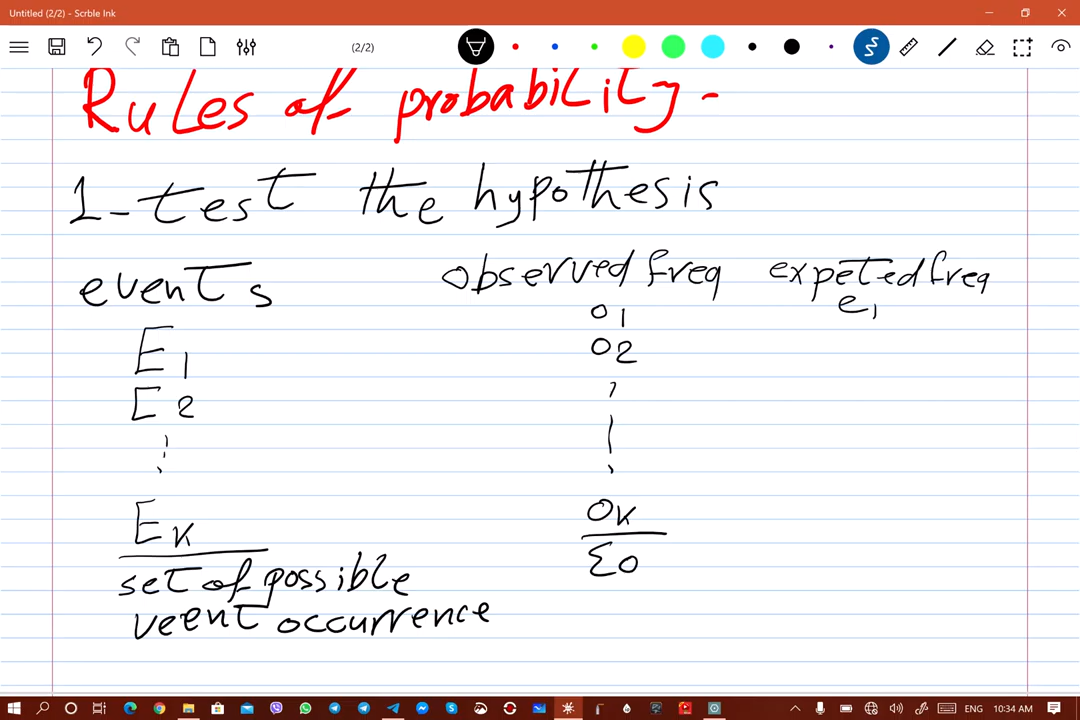 Untitled (2/2) - Scrble Ink
(2/2)
Rules of probability-
1-test the hypothesis
events observed freq expeted freq
o1 e1
E1 o2
E2
Ek ok
set of possible Σo
veent occurrence
ENG 10:34 AM